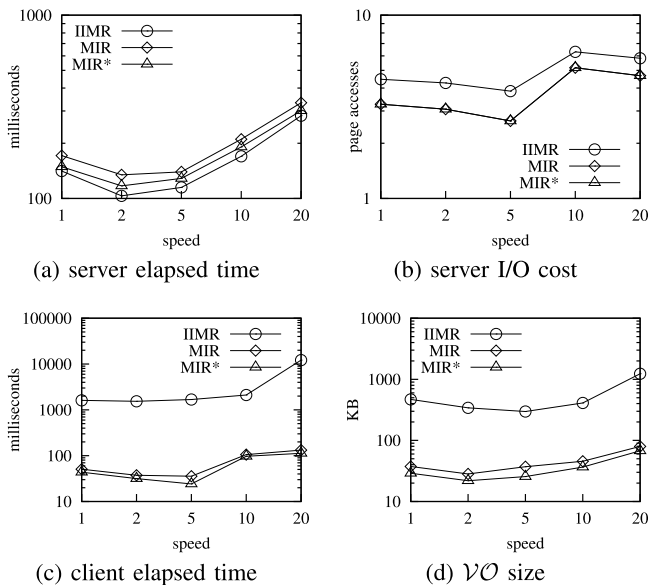 1000
IIMR
MIR
MIR*
milliseconds
100
1 2 5 10 20
speed
(a) server elapsed time
10
page accesses
IIMR
MIR
MIR*
1
1 2 5 10 20
speed
(b) server I/O cost
100000
IIMR
MIR
MIR*
10000
milliseconds
1000
100
10
1 2 5 10 20
speed
(c) client elapsed time
10000
IIMR
MIR
MIR*
1000
KB
100
10
1 2 5 10 20
speed
(d) 𝒱𝒪 size